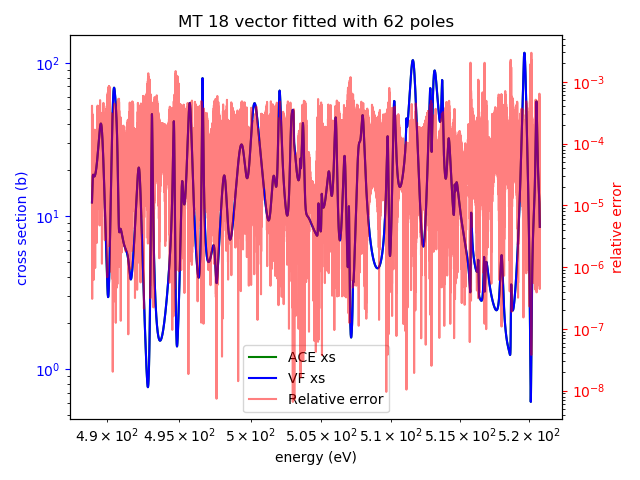 MT 18 vector fitted with 62 poles
cross section (b)
10²
10¹
10⁰
10⁻³
10⁻⁴
10⁻⁵
10⁻⁶
10⁻⁷
10⁻⁸
relative error
ACE xs
VF xs
Relative error
4.9 × 10² 4.95 × 10² 5 × 10² 5.05 × 10² 5.1 × 10² 5.15 × 10² 5.2 × 10²
energy (eV)